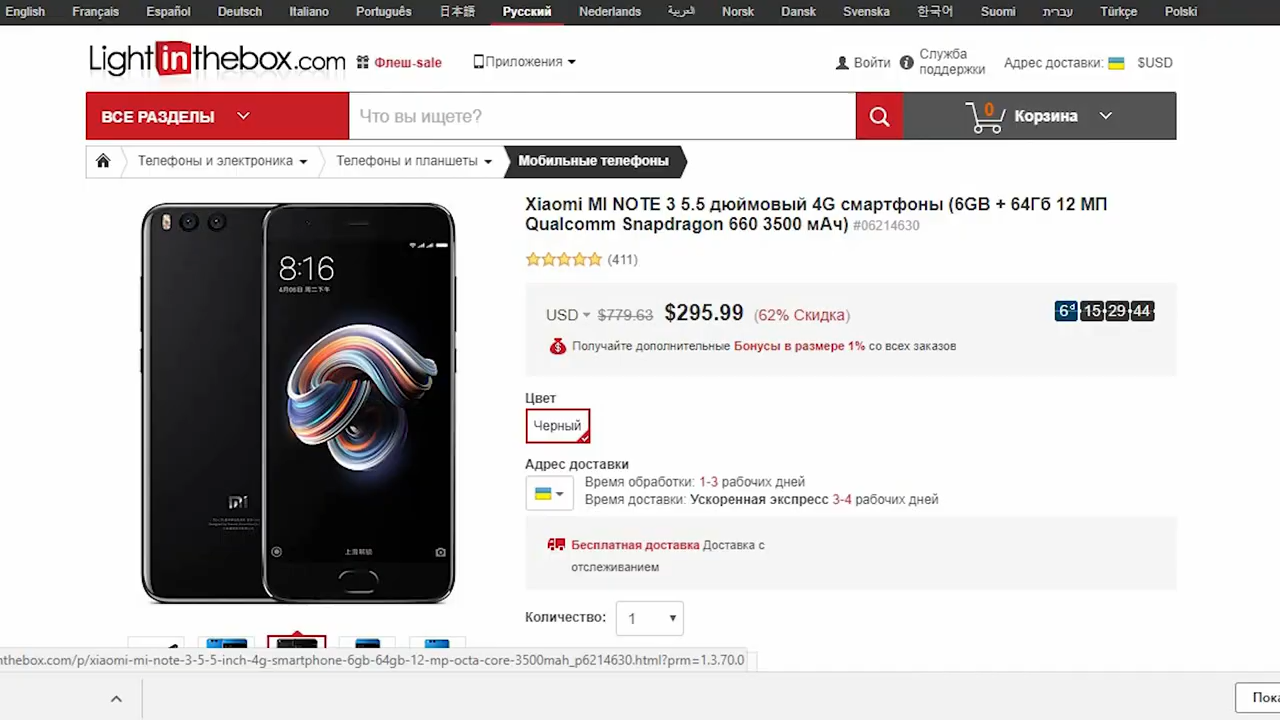 English Français Español Deutsch Italiano Português 日本語 Русский Nederlands العربية Norsk Dansk Svenska 한국어 Suomi עברית Türkçe Polski
Lightinthebox.com Флеш-sale Приложения Войти Служба поддержки Адрес доставки: $USD
ВСЕ РАЗДЕЛЫ Что вы ищете? 0 Корзина
Телефоны и электроника Телефоны и планшеты Мобильные телефоны
Xiaomi MI NOTE 3 5.5 дюймовый 4G смартфоны (6GB + 64Гб 12 МП
Qualcomm Snapdragon 660 3500 мАч) #06214630
(411)
USD $779.63 $295.99 (62% Скидка) 6d 15 29 44
Получайте дополнительные Бонусы в размере 1% со всех заказов
8:16
Цвет
Черный
Адрес доставки
Время обработки: 1-3 рабочих дней
Время доставки: Ускоренная экспресс 3-4 рабочих дней
Бесплатная доставка Доставка с
отслеживанием
Количество: 1
nthebox.com/p/xiaomi-mi-note-3-5-5-inch-4g-smartphone-6gb-64gb-12-mp-octa-core-3500mah_p6214630.html?prm=1.3.70.0